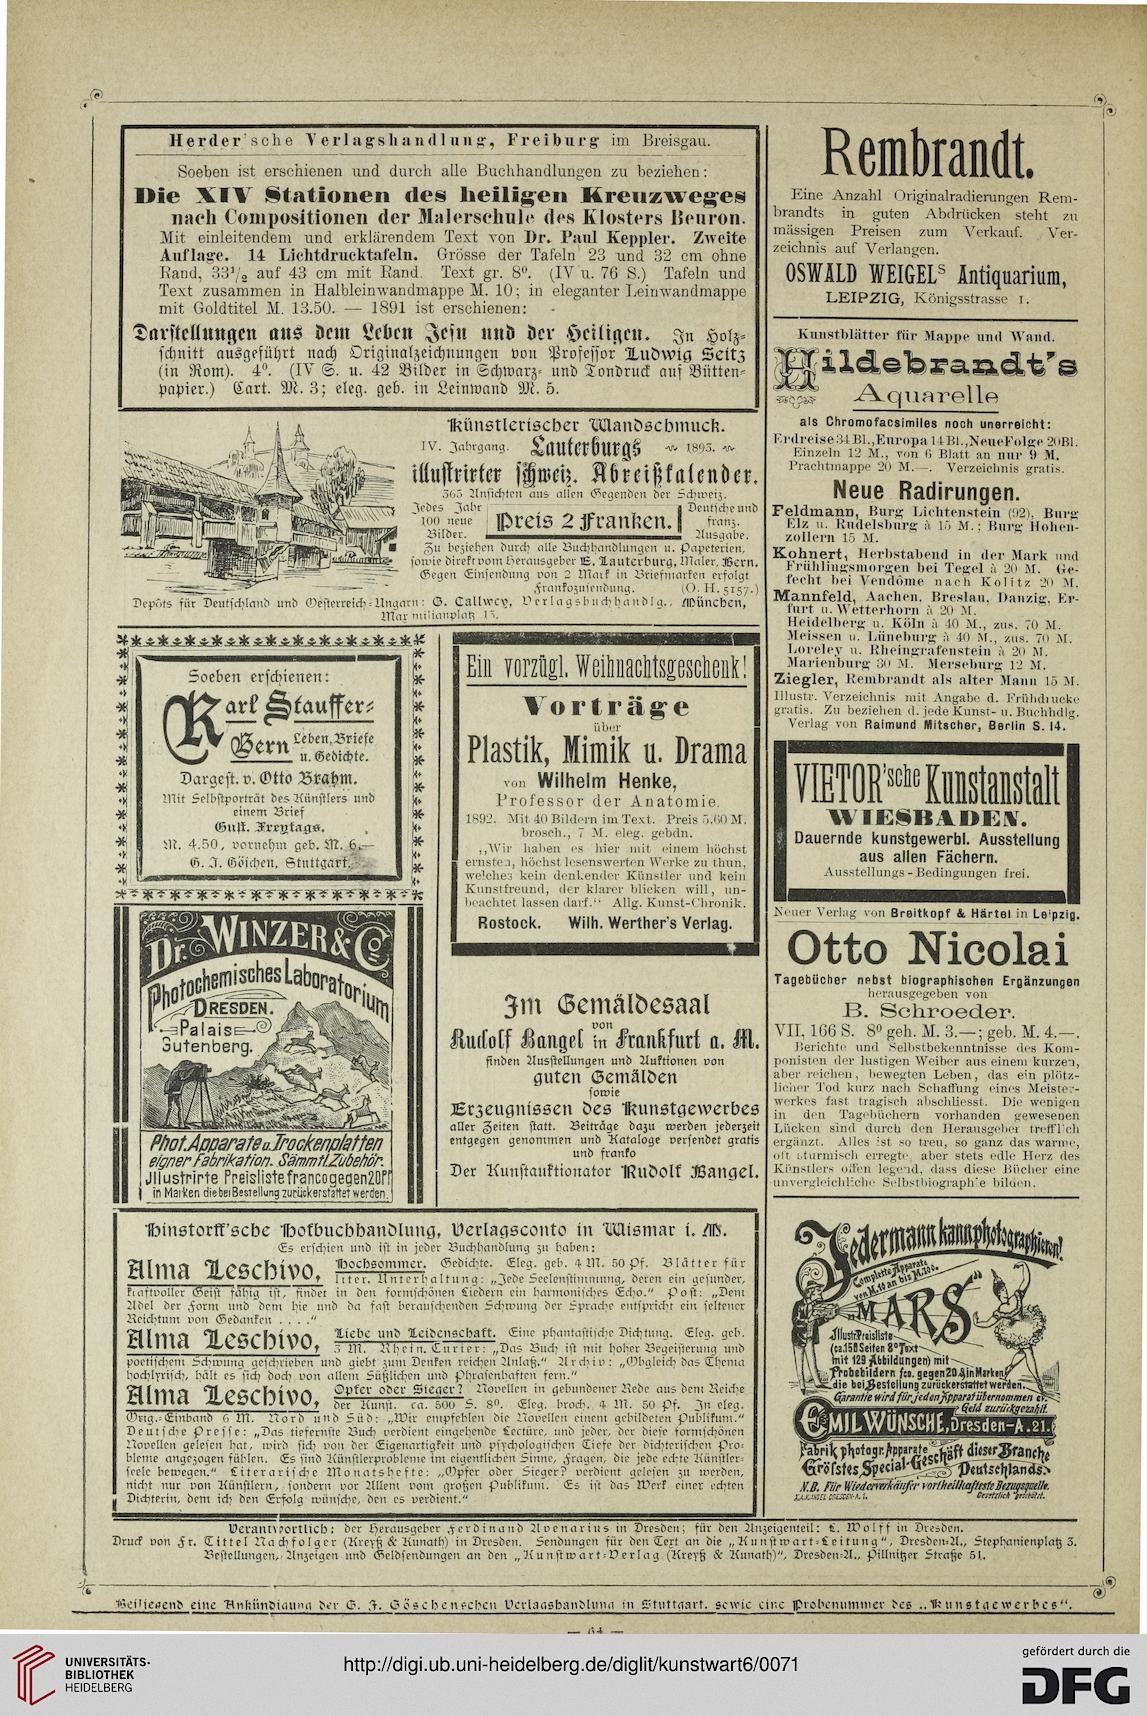 Herder'sche Verlagshandlung, Freiburg im Breisgau.
Soeben ist erschienen und durch alle Buchhandlungen zu beziehen:
Die XIV Stationen des heiligen Kreuzweges
nach Compositionen der Malerschule des Klosters Beuron.
Mit einleitendem und erklärendem Text von Dr. Paul Keppler. Zweite
Auflage. 14 Lichtdrucktafeln. Grösse der Tafeln 23 und 32 cm ohne
Rand, 33½ auf 43 cm mit Rand. Text gr. 8⁰. (IV u. 76 S.) Tafeln und
Text zusammen in Halbleinwandmappe M. 10; in eleganter Leinwandmappe
mit Goldtitel M. 13.50. — 1891 ist erschienen:
Darstellungen aus dem Leben Jesu und der Heiligen. In Holz-
schnitt ausgeführt nach Originalzeichnungen von Professor Ludwig Seitz
(in Rom). 4⁰. (IV S. u. 42 Bilder in Schwarz- und Tondruck auf Bütten-
papier.) Cart. M. 3; eleg. geb. in Leinwand M. 5.
Künstlerischer Wandschmuck.
IV. Jahrgang. Lauterburgs 1893.
illustrirter schweiz. Abreißkalender.
365 Ansichten aus allen Gegenden der Schweiz.
Jedes Jahr 100 neue Bilder.
Preis 2 Franken.
Deutsche und franz. Ausgabe.
Zu beziehen durch alle Buchhandlungen u. Papeterien,
sowie direkt vom Herausgeber E. Lauterburg, Maler, Bern.
Gegen Einsendung von 2 Mark in Briefmarken erfolgt
Frankozusendung. (O. H. 5157.)
Depôts für Deutschland und Oesterreich-Ungarn: G. Callwey, Verlagsbuchhandlg., München,
Maximilianplatz 13.
Soeben erschienen:
Karl Stauffer-
Bern Leben, Briefe
u. Gedichte.
Dargest. v. Otto Brahm.
Mit Selbstporträt des Künstlers und
einem Brief
Gust. Freytags.
M. 4.50, vornehm geb. M. 6.—
G. J. Göschen, Stuttgart.
Dr. WINZER & Co
Photochemisches Laboratorium
DRESDEN.
Palais
Gutenberg.
Phot. Apparate u. Trockenplatten
eigner Fabrikation. Sämmtl. Zubehör.
Jllustrirte Preisliste franco gegen 20 Pf
in Marken die bei Bestellung zurückerstattet werden.
Ein vorzügl. Weihnachtsgeschenk!
Vorträge
über
Plastik, Mimik u. Drama
von Wilhelm Henke,
Professor der Anatomie.
1892. Mit 40 Bildern im Text. Preis 5.60 M.
brosch., 7 M. eleg. gebdn.
„Wir haben es hier mit einem höchst
ernsten, höchst lesenswerten Werke zu thun,
welches kein denkender Künstler und kein
Kunstfreund, der klarer blicken will, un-
beachtet lassen darf.“ Allg. Kunst-Chronik.
Rostock. Wilh. Werther's Verlag.
Im Gemäldesaal
von
Rudolf Bangel in Frankfurt a. M.
finden Ausstellungen und Auktionen von
guten Gemälden
sowie
Erzeugnissen des Kunstgewerbes
aller Zeiten statt. Beiträge dazu werden jederzeit
entgegen genommen und Kataloge versendet gratis
und franko
Der Kunstauktionator Rudolf Bangel.
Hinstorff'sche Hofbuchhandlung, Verlagsconto in Wismar i. M.
Es erschien und ist in jeder Buchhandlung zu haben:
Alma Leschivo, Hochsommer. Gedichte. Eleg. geb. 4 M. 50 Pf. Blätter für
liter. Unterhaltung: „Jede Seelenstimmung, deren ein gesunder,
kraftvoller Geist fähig ist, findet in den formschönen Liedern ein harmonisches Echo.“ Post: „Dem
Adel der Form und dem hie und da fast berauschenden Schwung der Sprache entspricht ein seltener
Reichtum von Gedanken . . . .“
Alma Leschivo, Liebe und Leidenschaft. Eine phantastische Dichtung. Eleg. geb.
3 M. Rhein. Curier: „Das Buch ist mit hoher Begeisterung und
poetischem Schwung geschrieben und giebt zum Denken reichen Anlaß.“ Archiv: „Obgleich das Thema
hochlyrisch, hält es sich doch von allem Süßlichen und Phrasenhaften fern.“
Alma Leschivo, Opfer oder Sieger? Novellen in gebundener Rede aus dem Reiche
der Kunst. ca. 500 S. 8⁰. Eleg. broch. 4 M. 50 Pf. In eleg.
Orig.-Einband 6 M. Nord und Süd: „Wir empfehlen die Novellen einem gebildeten Publikum.“
Deutsche Presse: „Das tiefernste Buch verdient eingehende Lectüre, und jeder, der diese formschönen
Novellen gelesen hat, wird sich von der Eigenartigkeit und psychologischen Tiefe der dichterischen Pro-
bleme angezogen fühlen. Es sind Künstlerprobleme im eigentlichen Sinne, Fragen, die jede echte Künstler-
seele bewegen.“ Literarische Monatshefte: „Opfer oder Sieger? verdient gelesen zu werden,
nicht nur von Künstlern, sondern vor Allem vom großen Publikum. Es ist das Werk einer echten
Dichterin, dem ich den Erfolg wünsche, den es verdient.“
Rembrandt.
Eine Anzahl Originalradierungen Rem-
brandts in guten Abdrücken steht zu
mässigen Preisen zum Verkauf. Ver-
zeichnis auf Verlangen.
OSWALD WEIGELS Antiquarium,
LEIPZIG, Königsstrasse 1.
Kunstblätter für Mappe und Wand.
Hildebrandt's
Aquarelle
als Chromofacsimiles noch unerreicht:
Erdreise 34 Bl., Europa 14 Bl., Neue Folge 20 Bl.
Einzeln 12 M., von 6 Blatt an nur 9 M.
Prachtmappe 20 M.—. Verzeichnis gratis.
Neue Radirungen.
Feldmann, Burg Lichtenstein (92), Burg
Elz u. Rudelsburg à 15 M.; Burg Hohen-
zollern 15 M.
Kohnert, Herbstabend in der Mark und
Frühlingsmorgen bei Tegel à 20 M. Ge-
fecht bei Vendôme nach Kolitz 20 M.
Mannfeld, Aachen, Breslau, Danzig, Er-
furt u. Wetterhorn à 20 M.
Heidelberg u. Köln à 40 M., zus. 70 M.
Meissen u. Lüneburg à 40 M., zus. 70 M.
Loreley u. Rheingrafenstein à 20 M.
Marienburg 30 M. Merseburg 12 M.
Ziegler, Rembrandt als alter Mann 15 M.
Illustr. Verzeichnis mit Angabe d. Frühdrucke
gratis. Zu beziehen d. jede Kunst- u. Buchhdlg.
Verlag von Raimund Mitscher, Berlin S. 14.
VIETOR'sche Kunstanstalt
WIESBADEN.
Dauernde kunstgewerbl. Ausstellung
aus allen Fächern.
Ausstellungs-Bedingungen frei.
Neuer Verlag von Breitkopf & Härtel in Leipzig.
Otto Nicolai
Tagebücher nebst biographischen Ergänzungen
herausgegeben von
B. Schroeder.
VII, 166 S. 8⁰ geh. M. 3.—; geb. M. 4.—.
Berichte und Selbstbekenntnisse des Kom-
ponisten der lustigen Weiber aus einem kurzen,
aber reichen, bewegten Leben, das ein plötz-
licher Tod kurz nach Schaffung eines Meister-
werkes fast tragisch abschliesst. Die wenigen
in den Tagebüchern vorhanden gewesenen
Lücken sind durch den Herausgeber trefflich
ergänzt. Alles ist so treu, so ganz das warme,
oft stürmisch erregte, aber stets edle Herz des
Künstlers offen legend, dass diese Bücher eine
unvergleichliche Selbstbiographie bilden.
Jedermann kann photographieren!
Complette Apparate
von M. 15 an bis M. 300.
„MARS“
Jllustr. Preisliste
(ca. 150 Seiten 8⁰ Text
mit 129 Abbildungen) mit
Probebildern fco. gegen 20 ₰ in Marken
die bei Bestellung zurückerstattet werden.
Garantie wird für jeden Apparat übernommen ev.
Geld zurückgezahlt.
EMIL WÜNSCHE, Dresden-A. 21.
Fabrik photogr. Apparate
Größtes Special-Geschäft dieser Branche
Deutschlands.
N.B. Für Wiederverkäufer vortheilhafteste Bezugsquelle.
Gesetzlich geschützt.
Verantwortlich: der Herausgeber Ferdinand Avenarius in Dresden; für den Anzeigenteil: E. Wolff in Dresden.
Druck von Fr. Tittel Nachfolger (Kreyß & Kunath) in Dresden. Sendungen für den Text an die „Kunstwart-Leitung“, Dresden-A., Stephanienplatz 3.
Bestellungen, Anzeigen und Geldsendungen an den „Kunstwart-Verlag (Kreyß & Kunath)“, Dresden-A., Pillnitzer Straße 51.
Beiliegend eine Ankündigung der G. J. Göschenschen Verlagshandlung in Stuttgart, sowie eine Probenummer des „Kunstgewerbes“.
— 64 —
UNIVERSITÄTS-
BIBLIOTHEK
HEIDELBERG
http://digi.ub.uni-heidelberg.de/diglit/kunstwart6/0071
gefördert durch die
DFG